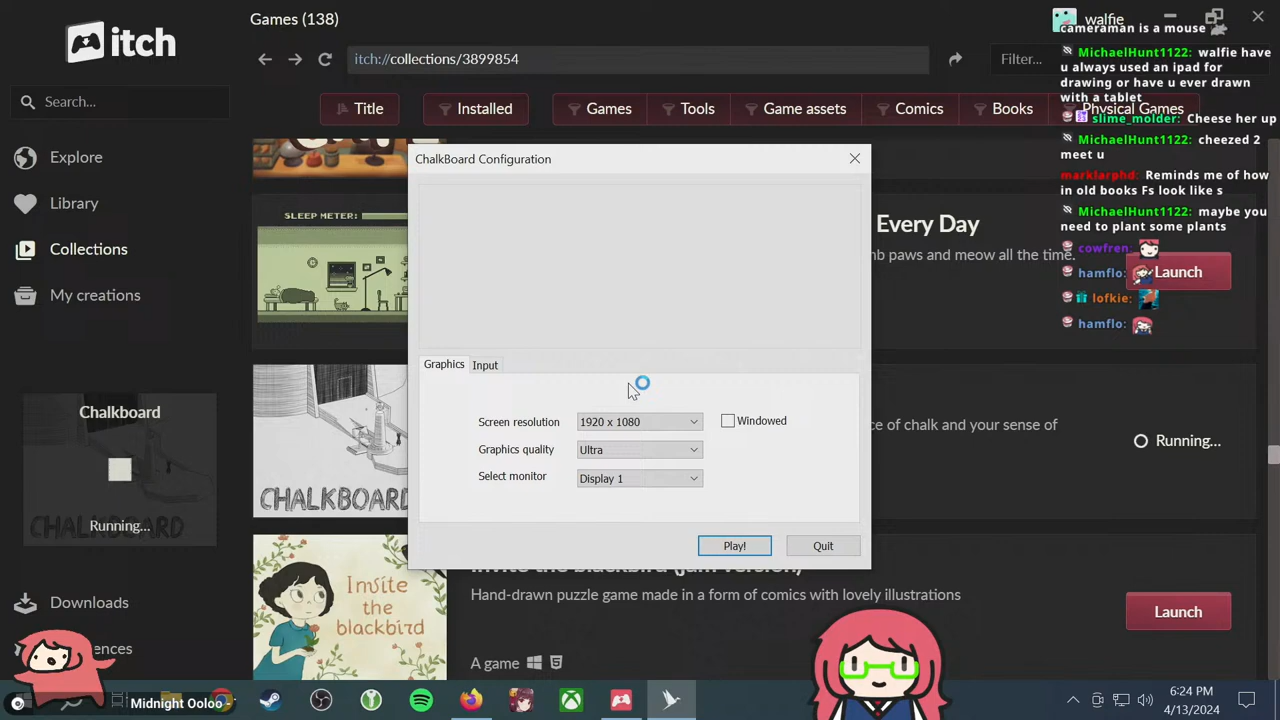 itch
Games (138)
walfie
itch://collections/3899854
Filter...
Search...
Title
Installed
Games
Tools
Game assets
Comics
Books
Physical Games
Explore
Library
Collections
My creations
Chalkboard
Running...
Downloads
ences
Midnight Ooloo -
cameraman is a mouse
MichaelHunt1122: walfie have
u always used an ipad for
drawing or have u ever drawn
with a tablet
slime_molder: Cheese her up
MichaelHunt1122: cheezed 2
meet u
marklarphd: Reminds me of how
in old books Fs look like s
MichaelHunt1122: maybe you
need to plant some plants
cowfren:
hamflo:
lofkie:
hamflo:
SLEEP METER:
Every Day
mb paws and meow all the time.
Launch
ChalkBoard Configuration
Graphics
Input
Screen resolution
1920 x 1080
Windowed
Graphics quality
Ultra
Select monitor
Display 1
Play!
Quit
CHALKBOARD
ce of chalk and your sense of
Running...
Invite
the
blackbird
Invite the blackbird (jam version)
Hand-drawn puzzle game made in a form of comics with lovely illustrations
A game
Launch
6:24 PM
4/13/2024